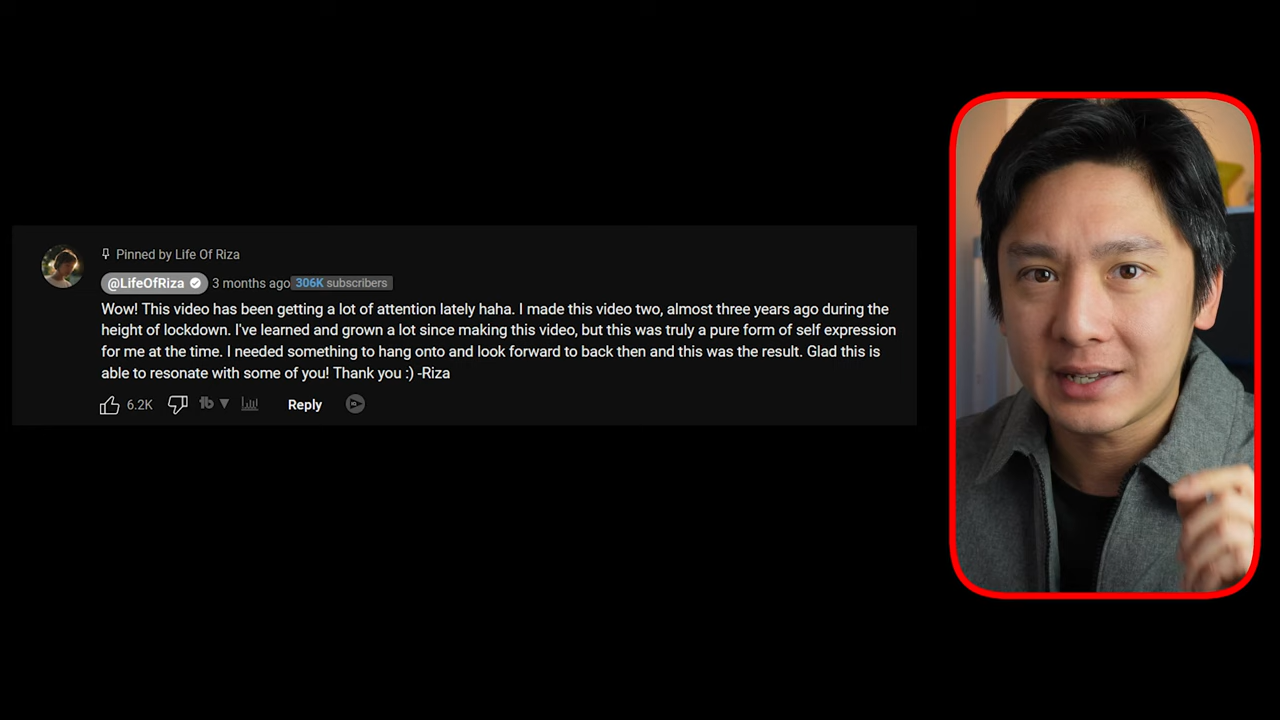 Pinned by Life Of Riza
@LifeOfRiza 3 months ago 306K subscribers
Wow! This video has been getting a lot of attention lately haha. I made this video two, almost three years ago during the
height of lockdown. I've learned and grown a lot since making this video, but this was truly a pure form of self expression
for me at the time. I needed something to hang onto and look forward to back then and this was the result. Glad this is
able to resonate with some of you! Thank you :) -Riza
6.2K tb Reply